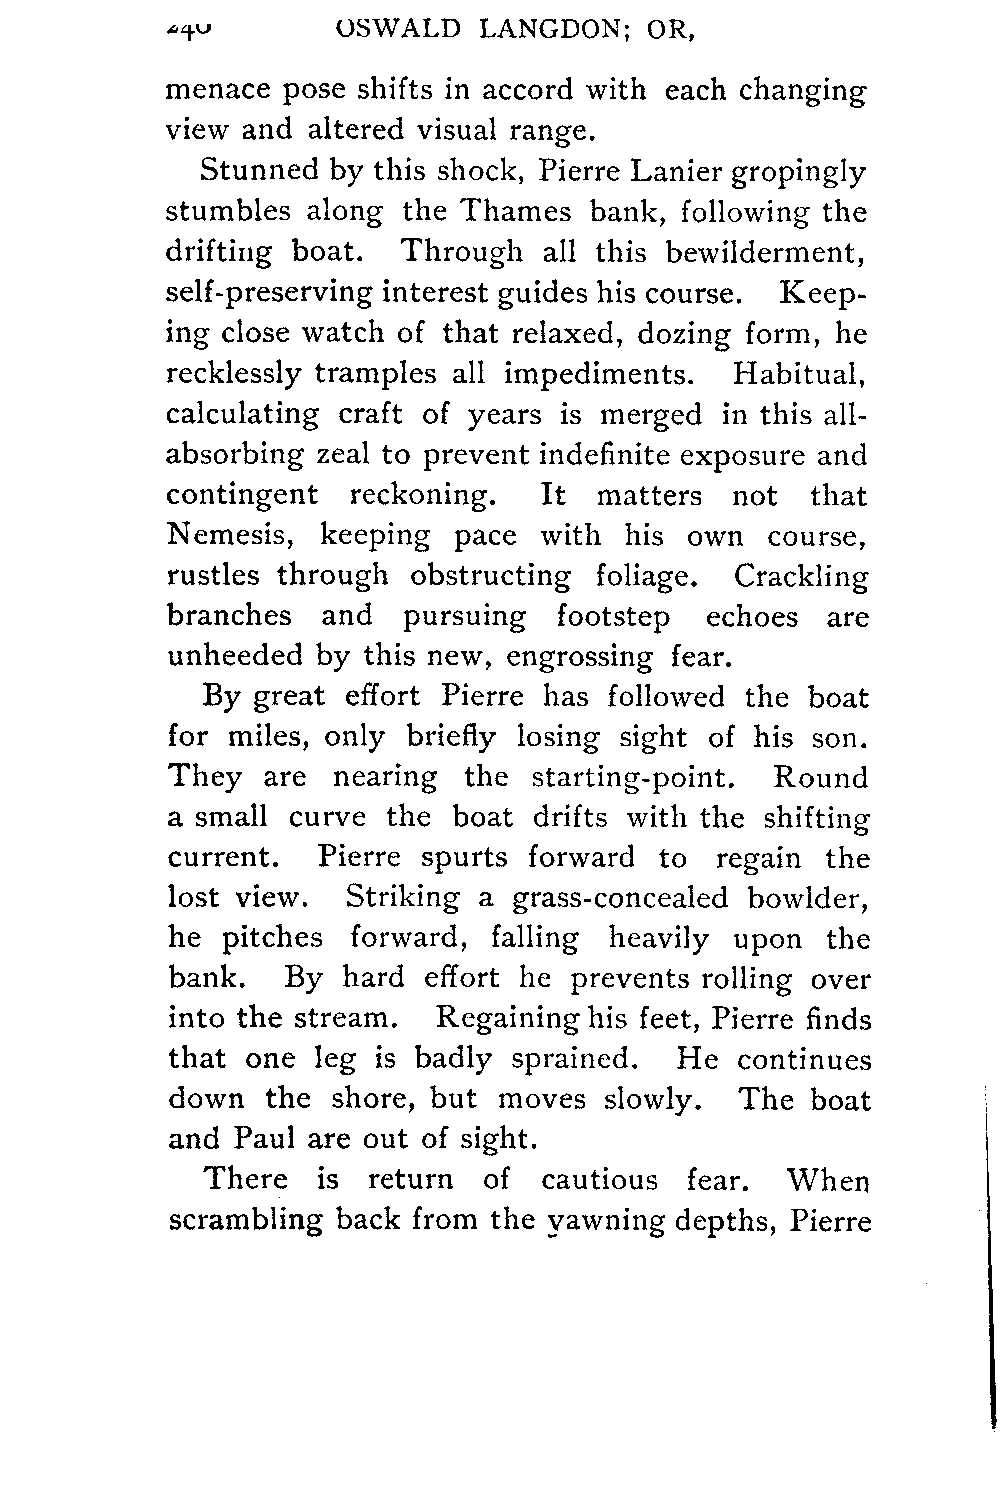 240 OSWALD LANGDON; OR,
menace pose shifts in accord with each changing
view and altered visual range.
Stunned by this shock, Pierre Lanier gropingly
stumbles along the Thames bank, following the
drifting boat. Through all this bewilderment,
self-preserving interest guides his course. Keep-
ing close watch of that relaxed, dozing form, he
recklessly tramples all impediments. Habitual,
calculating craft of years is merged in this all-
absorbing zeal to prevent indefinite exposure and
contingent reckoning. It matters not that
Nemesis, keeping pace with his own course,
rustles through obstructing foliage. Crackling
branches and pursuing footstep echoes are
unheeded by this new, engrossing fear.
By great effort Pierre has followed the boat
for miles, only briefly losing sight of his son.
They are nearing the starting-point. Round
a small curve the boat drifts with the shifting
current. Pierre spurts forward to regain the
lost view. Striking a grass-concealed bowlder,
he pitches forward, falling heavily upon the
bank. By hard effort he prevents rolling over
into the stream. Regaining his feet, Pierre finds
that one leg is badly sprained. He continues
down the shore, but moves slowly. The boat
and Paul are out of sight.
There is return of cautious fear. When
scrambling back from the yawning depths, Pierre